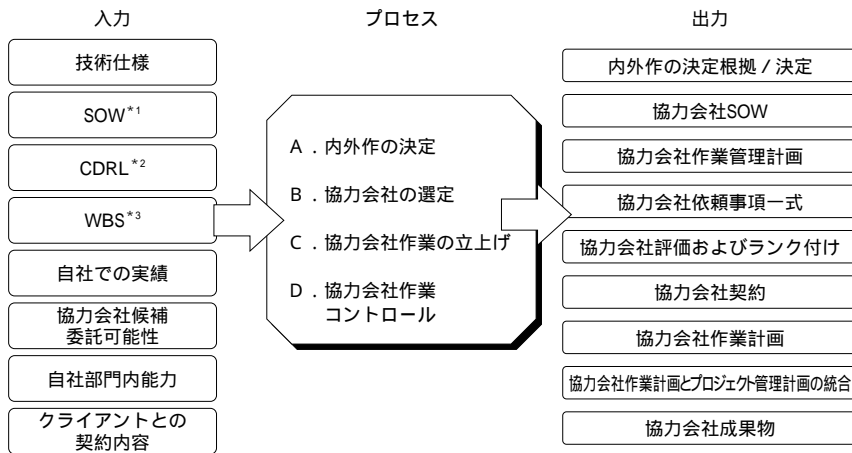 入力
プロセス
出力
技術仕様
SOW*1
CDRL*2
WBS*3
自社での実績
協力会社候補
委託可能性
自社部門内能力
クライアントとの
契約内容
A．内外作の決定
B．協力会社の選定
C．協力会社作業の立上げ
D．協力会社作業
コントロール
内外作の決定根拠 / 決定
協力会社SOW
協力会社作業管理計画
協力会社依頼事項一式
協力会社評価およびランク付け
協力会社契約
協力会社作業計画
協力会社作業計画とプロジェクト管理計画の統合
協力会社成果物